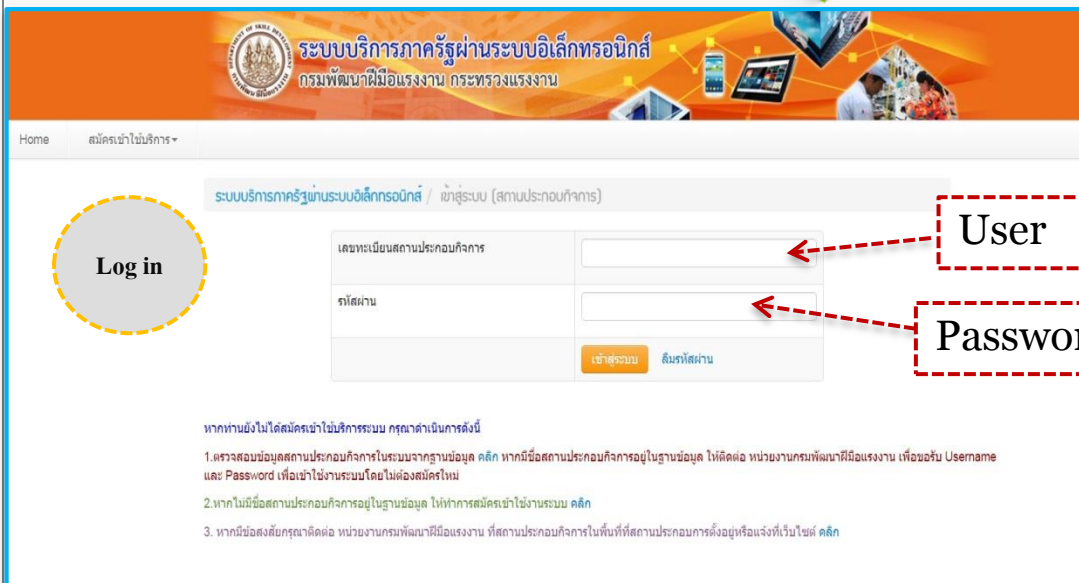 ระบบบริการภาครัฐผ่านระบบอิเล็กทรอนิกส์
กรมพัฒนาฝีมือแรงงาน กระทรวงแรงงาน
Home สมัครเข้าใช้บริการ
ระบบบริการภาครัฐผ่านระบบอิเล็กทรอนิกส์ / เข้าสู่ระบบ (สถานประกอบกิจการ)
Log in
เลขทะเบียนสถานประกอบกิจการ
User
รหัสผ่าน
Passwor
เข้าสู่ระบบ ลืมรหัสผ่าน
หากท่านยังไม่ได้สมัครเข้าใช้บริการระบบ กรุณาดำเนินการดังนี้
1.ตรวจสอบข้อมูลสถานประกอบกิจการในระบบจากฐานข้อมูล คลิก หากมีชื่อสถานประกอบกิจการอยู่ในฐานข้อมูล ให้ติดต่อ หน่วยงานกรมพัฒนาฝีมือแรงงาน เพื่อขอรับ Username
และ Password เพื่อเข้าใช้งานระบบโดยไม่ต้องสมัครใหม่
2.หากไม่มีชื่อสถานประกอบกิจการอยู่ในฐานข้อมูล ให้ทำการสมัครเข้าใช้งานระบบ คลิก
3. หากมีข้อสงสัยกรุณาติดต่อ หน่วยงานกรมพัฒนาฝีมือแรงงาน ที่สถานประกอบกิจการในพื้นที่ที่สถานประกอบการตั้งอยู่หรือแจ้งที่เว็บไซต์ คลิก